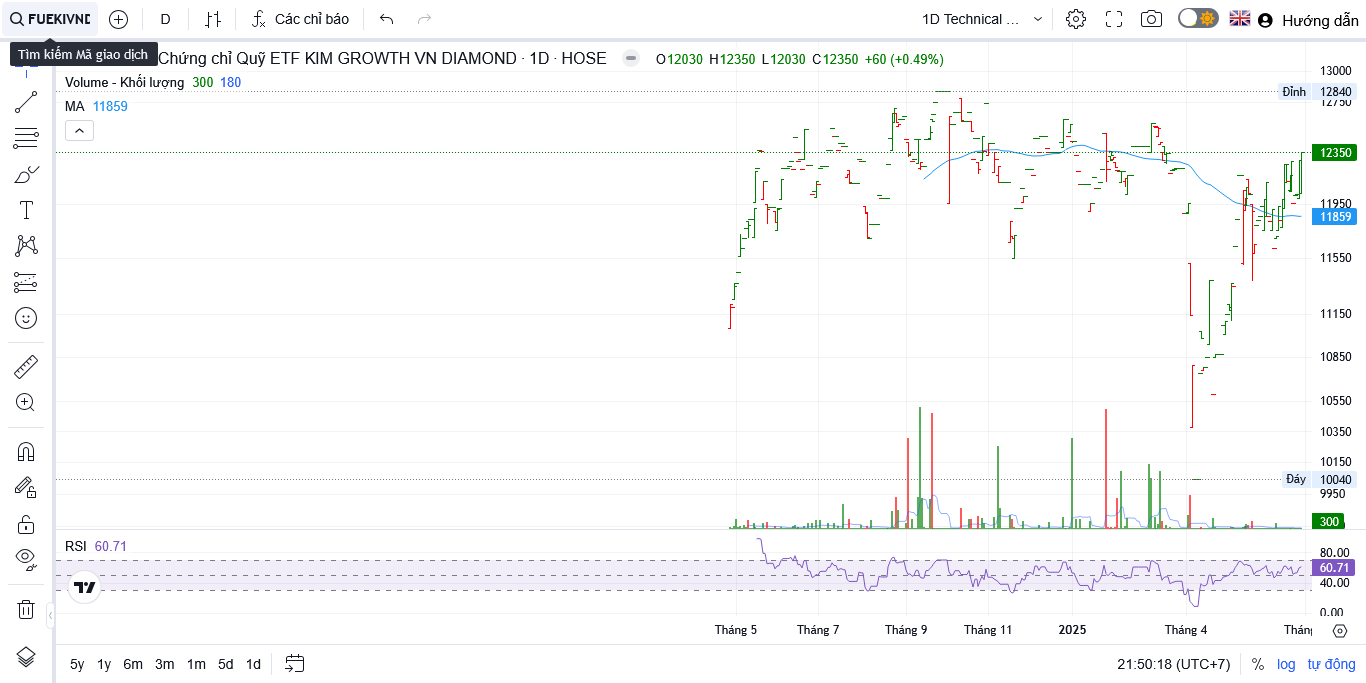 FUEKIVND
D
Các chỉ báo
1D Technical ...
Hướng dẫn
Tìm kiếm Mã giao dịch
Chứng chỉ Quỹ ETF KIM GROWTH VN DIAMOND · 1D · HOSE
O12030 H12350 L12030 C12350 +60 (+0.49%)
Volume - Khối lượng 300 180
MA 11859
13000
Đỉnh 12840
12750
12350
11950
11859
11550
11150
10850
10550
10350
10150
Đáy 10040
9950
300
RSI 60.71
80.00
60.71
40.00
0.00
Tháng 5 Tháng 7 Tháng 9 Tháng 11 2025 Tháng 4
5y 1y 6m 3m 1m 5d 1d
21:50:18 (UTC+7) % log tự động